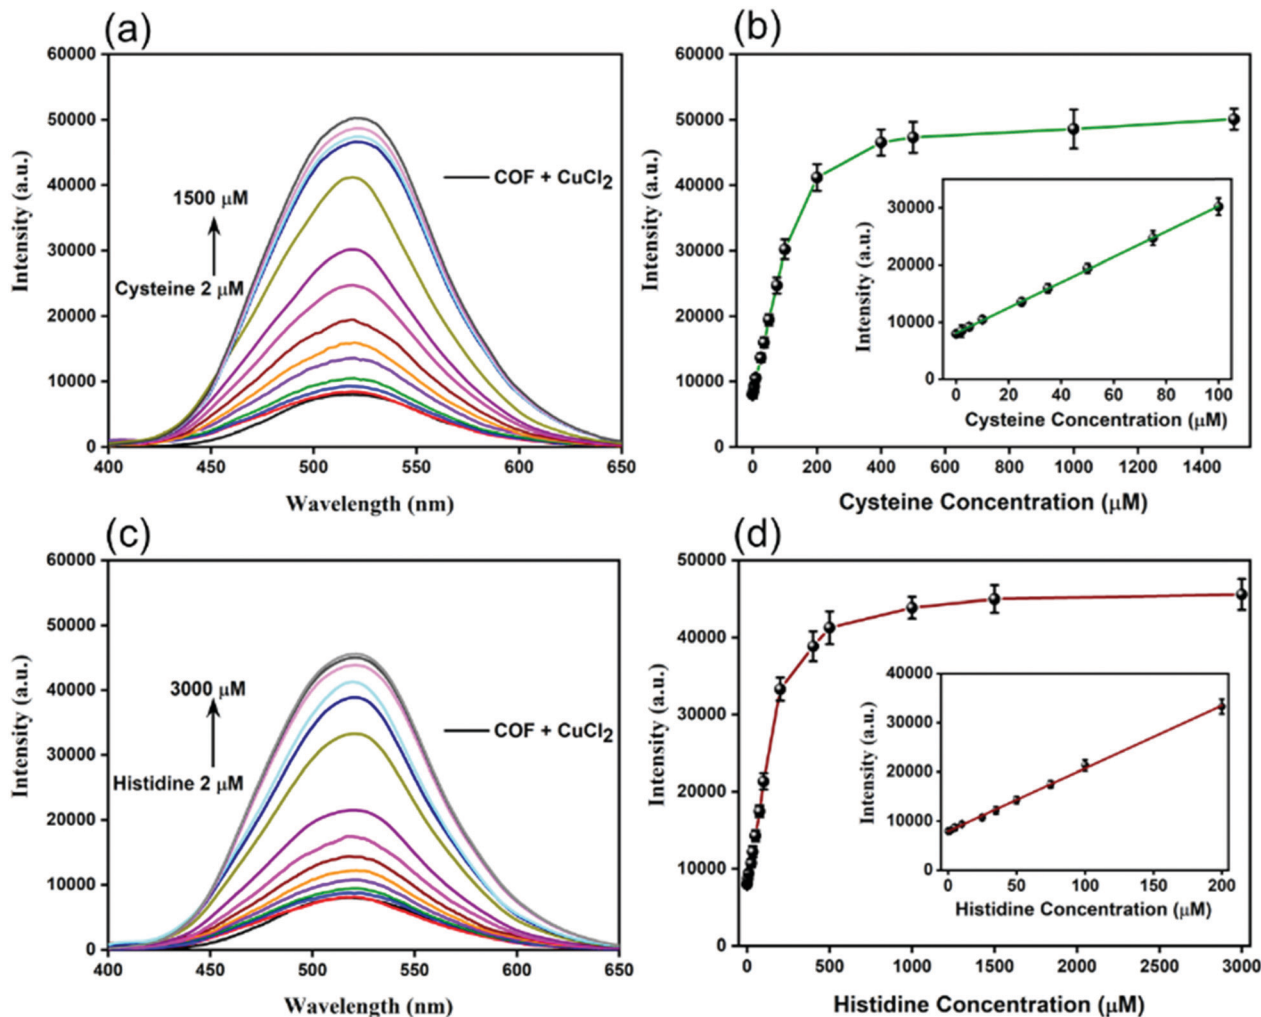 (a)
60000
50000
40000
30000
20000
10000
0
Intensity (a.u.)
1500 μM
Cysteine 2 μM
COF + CuCl2
400 450 500 550 600 650
Wavelength (nm)
(b)
60000
50000
40000
30000
20000
10000
0
Intensity (a.u.)
30000
20000
10000
0
Intensity (a.u.)
0 20 40 60 80 100
Cysteine Concentration (μM)
0 200 400 600 800 1000 1200 1400
Cysteine Concentration (μM)
(c)
60000
50000
40000
30000
20000
10000
0
Intensity (a.u.)
3000 μM
Histidine 2 μM
COF + CuCl2
400 450 500 550 600 650
Wavelength (nm)
(d)
50000
40000
30000
20000
10000
0
Intensity (a.u.)
40000
30000
20000
10000
0
Intensity (a.u.)
0 50 100 150 200
Histidine Concentration (μM)
0 500 1000 1500 2000 2500 3000
Histidine Concentration (μM)